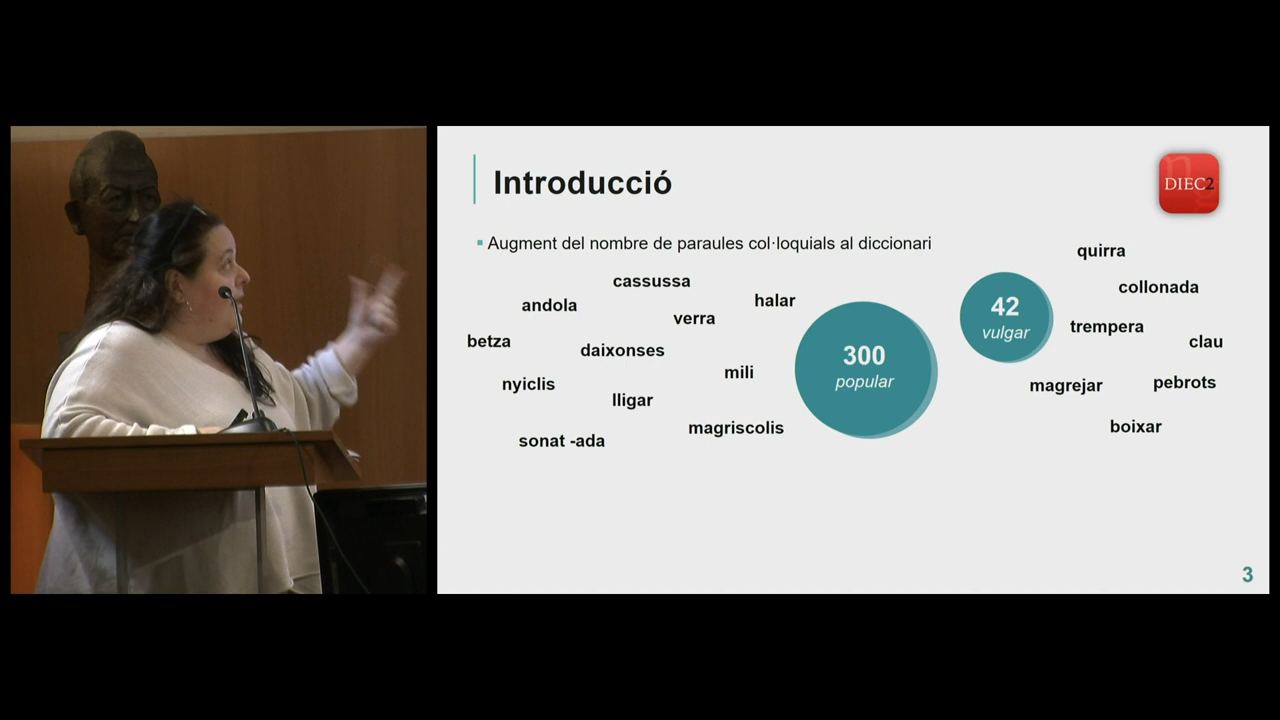 Introducció
DIEC2
Augment del nombre de paraules col·loquials al diccionari
cassussa
andola
halar
verra
betza
daixonses
mili
nyiclis
lligar
magriscolis
sonat -ada
300
popular
42
vulgar
quirra
collonada
trempera
clau
magrejar
pebrots
boixar
3